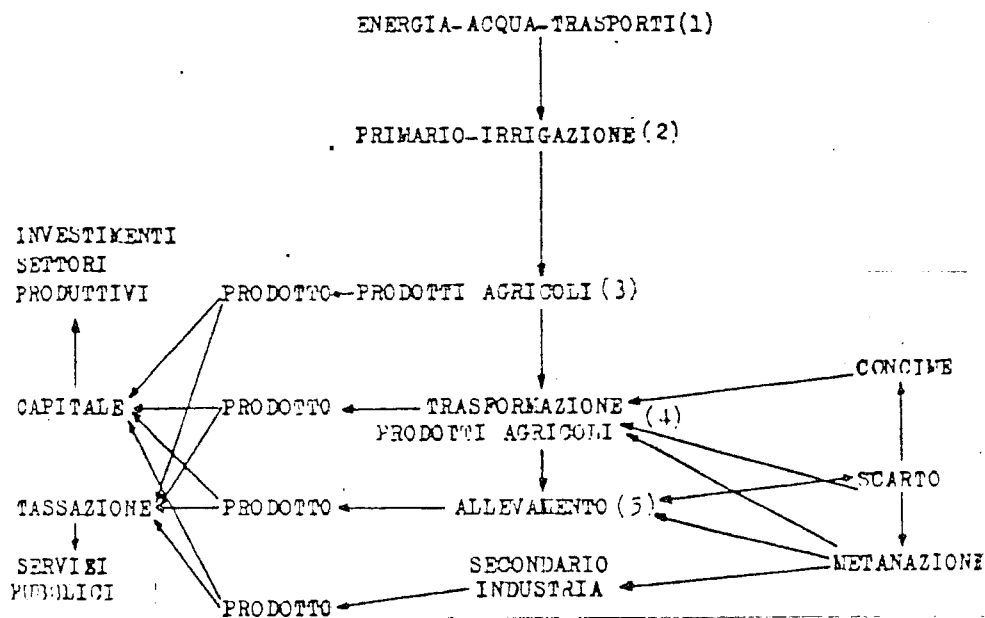 ENERGIA-ACQUA-TRASPORTI(1)
PRIMARIO-IRRIGAZIONE(2)
INVESTIMENTI
SETTORI
PRODUTTIVI
PRODOTTO
PRODOTTI AGRICOLI(3)
CONCIME
CAPITALE
PRODOTTO
TRASFORMAZIONE
PRODOTTI AGRICOLI
(4)
SCARTO
TASSAZIONE
PRODOTTO
ALLEVAMENTO(5)
METANAZIONE
SERVIZI
PUBBLICI
SECONDARIO
INDUSTRIA
PRODOTTO